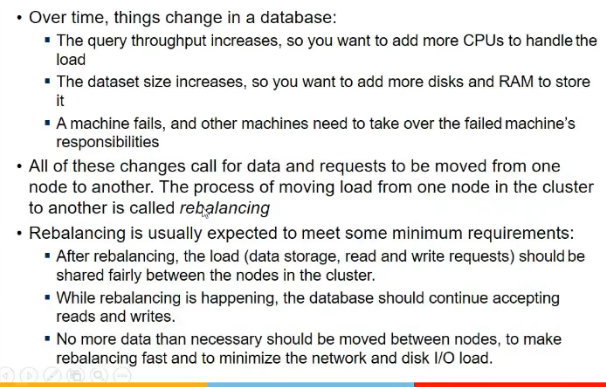 • Over time, things change in a database:
▪ The query throughput increases, so you want to add more CPUs to handle the
load
▪ The dataset size increases, so you want to add more disks and RAM to store
it
▪ A machine fails, and other machines need to take over the failed machine's
responsibilities
• All of these changes call for data and requests to be moved from one
node to another. The process of moving load from one node in the cluster
to another is called rebalancing
• Rebalancing is usually expected to meet some minimum requirements:
▪ After rebalancing, the load (data storage, read and write requests) should be
shared fairly between the nodes in the cluster.
▪ While rebalancing is happening, the database should continue accepting
reads and writes.
▪ No more data than necessary should be moved between nodes, to make
rebalancing fast and to minimize the network and disk I/O load.